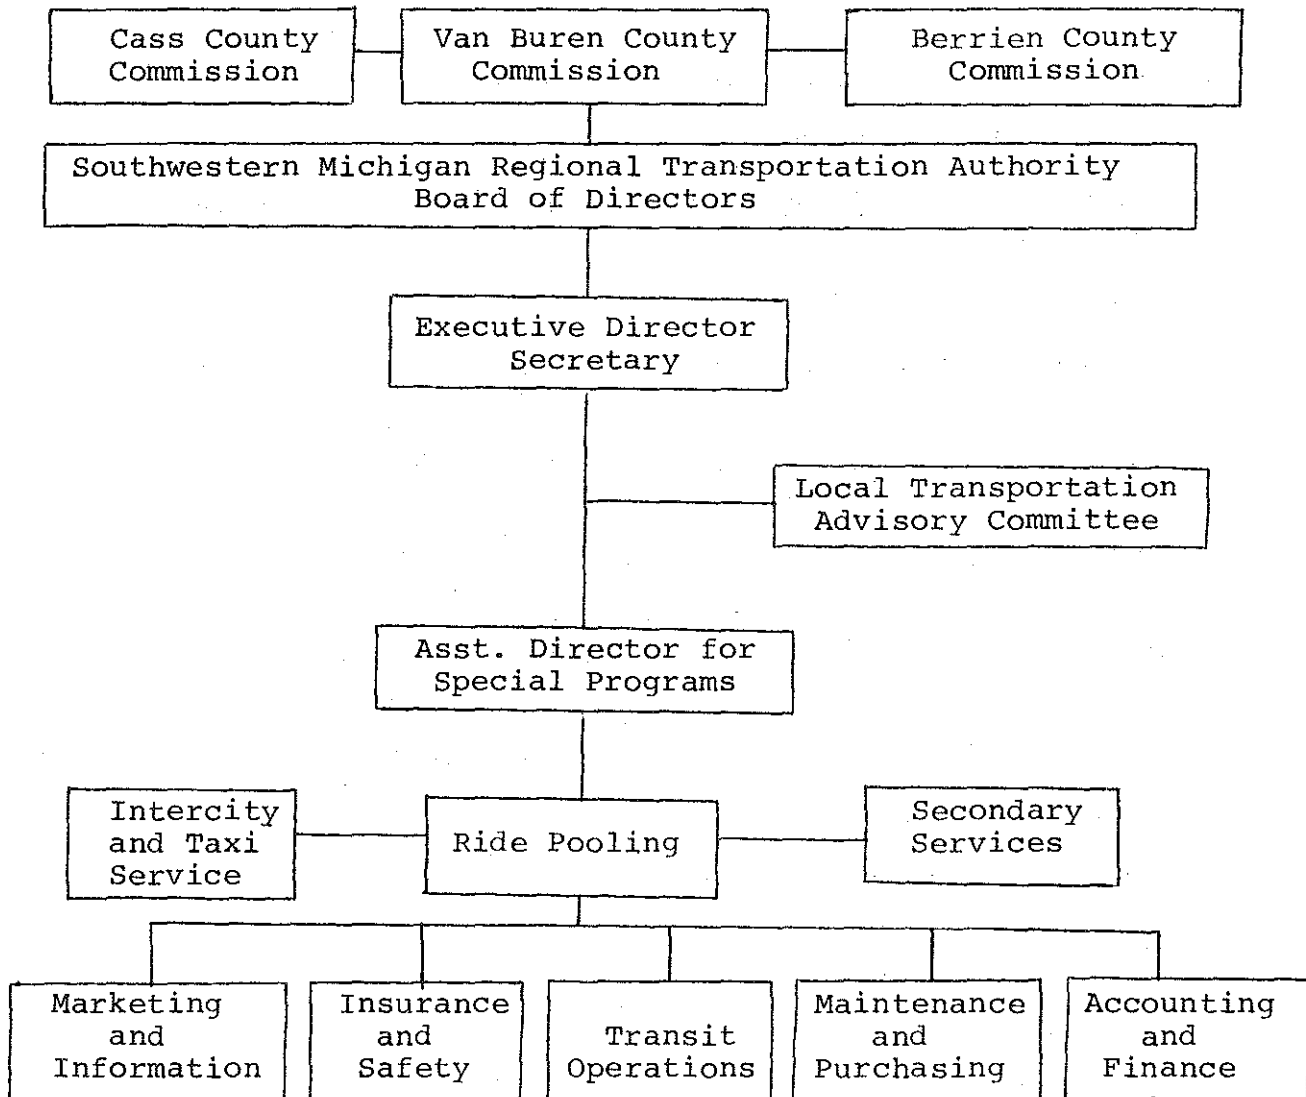 Cass County
Commission
Van Buren County
Commission
Berrien County
Commission
Southwestern Michigan Regional Transportation Authority
Board of Directors
Executive Director
Secretary
Local Transportation
Advisory Committee
Asst. Director for
Special Programs
Intercity
and Taxi
Service
Ride Pooling
Secondary
Services
Marketing
and
Information
Insurance
and
Safety
Transit
Operations
Maintenance
and
Purchasing
Accounting
and
Finance